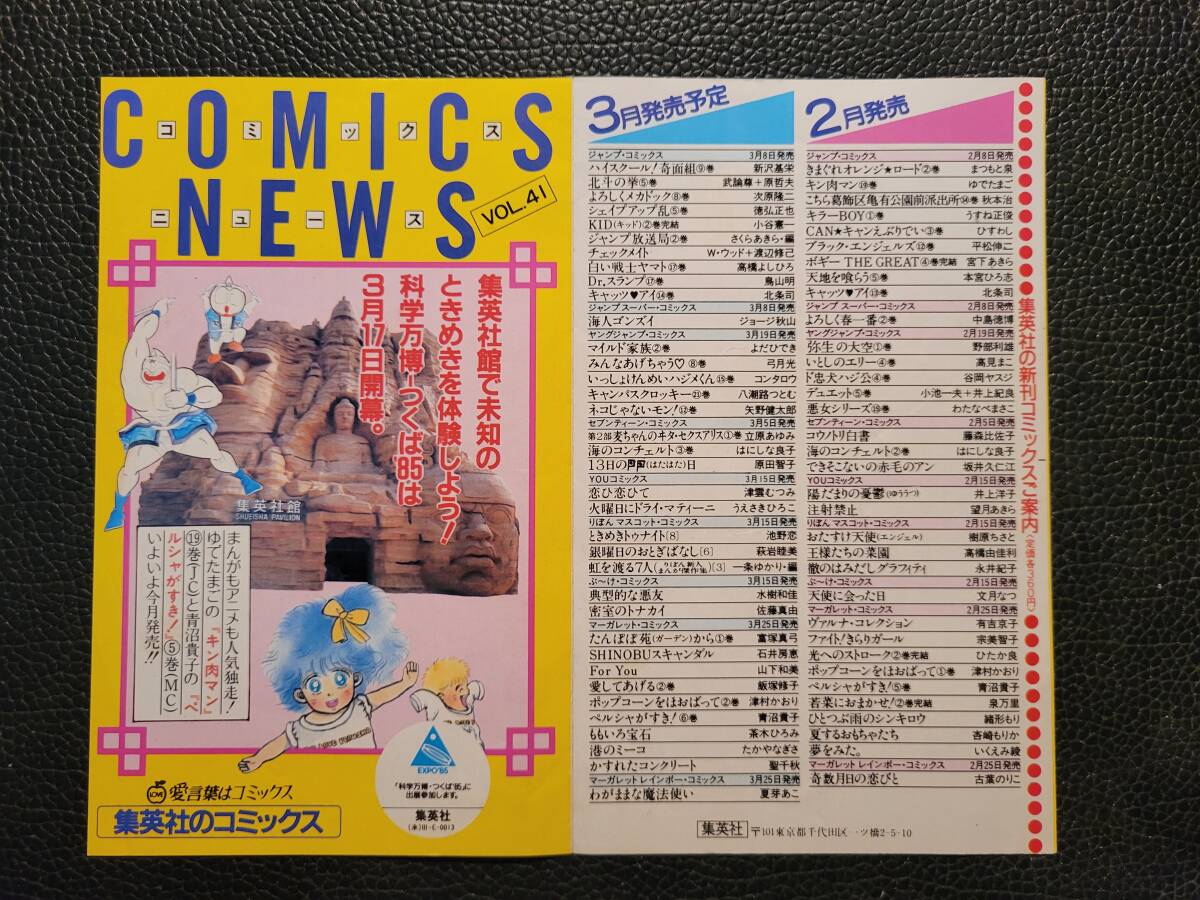 COMICS
コミックス
NEWS
ニュース
VOL.41
集英社館で未知の
ときめきを体験しよう!
科学万博-つくば'85は
3月17日開幕。
集英社館
SHUEISHA PAVILION
まんがもアニメも人気独走!
ゆでたまごの『キン肉マン』
⑲巻(JC)と青沼貴子の『ペ
ルシャがすき!』⑤巻(MC)
いよいよ今月発売!!
EXPO'85
「科学万博・つくば'85」に
出展参加します。
集英社
LOVE
愛言葉はコミックス
集英社のコミックス
3月発売予定
ジャンプ・コミックス 3月8日発売
ハイスクール!奇面組⑨巻 新沢基栄
北斗の拳⑤巻 武論尊+原哲夫
よろしくメカドック⑧巻 次原隆二
シェイプアップ乱⑤巻 徳弘正也
KID(キッド)②巻完結 小谷憲一
ジャンプ放送局②巻 さくらあきら・編
チェックメイト W・ウッド+渡辺修己
白い戦士ヤマト⑰巻 高橋よしひろ
Dr.スランプ⑰巻 鳥山明
キャッツ♥アイ⑭巻 北条司
ジャンプ スーパー・コミックス 3月8日発売
海人ゴンズイ ジョージ秋山
ヤングジャンプ・コミックス 3月19日発売
マイルド家族②巻 よだひでき
みんなあげちゃう♡⑧巻 弓月光
いっしょけんめいハジメくん⑮巻 コンタロウ
キャンパスクロッキー㉑巻 八潮路つとむ
ネコじゃないモン!⑫巻 矢野健太郎
セブンティーン・コミックス 3月5日発売
第2部麦ちゃんのヰタ・セクスアリス①巻 立原あゆみ
海のコンチェルト③巻 はにしな良子
13日の(はたはた)日 原田智子
YOUコミックス 3月15日発売
恋ひ恋ひて 津雲むつみ
火曜日にドライ・マティーニ うえさきひろこ
りぼん マスコット・コミックス 3月15日発売
ときめきトゥナイト[8] 池野恋
銀曜日のおとぎばなし[6] 萩岩睦美
虹を渡る7人(りぼん新人まんが傑作集)[3] 一条ゆかり・編
ぶ〜け・コミックス 3月15日発売
典型的な悪友 水樹和佳
密室のトナカイ 佐藤真由
マーガレット・コミックス 3月25日発売
たんぽぽ苑(ガーデン)から①巻 富塚真弓
SHINOBUスキャンダル 石井房恵
For You 山下和美
愛してあげる②巻 飯塚修子
ポップコーンをほおばって②巻 津村かおり
ペルシャがすき!⑥巻 青沼貴子
ももいろ宝石 茶木ひろみ
港のミーコ たかやなぎさ
かすれたコンクリート 聖千秋
マーガレット レインボー・コミックス 3月25日発売
わがままな魔法使い 夏芽あこ
2月発売
ジャンプ・コミックス 2月8日発売
きまぐれオレンジ★ロード②巻 まつもと泉
キン肉マン⑲巻 ゆでたまご
こちら葛飾区亀有公園前派出所㊱巻 秋本治
キラーBOY①巻 うすね正俊
CAN★キャンえぶりでい③巻 ひすわし
ブラック・エンジェルズ⑫巻 平松伸二
ボギー THE GREAT④巻完結 宮下あきら
天地を喰らう⑤巻 本宮ひろ志
キャッツ♥アイ⑬巻 北条司
ジャンプ スーパー・コミックス 2月8日発売
よろしく春一番②巻 中島徳博
ヤングジャンプ・コミックス 2月19日発売
弥生の大空①巻 野部利雄
いとしのエリー④巻 高見まこ
ド忠犬ハジ公④巻 谷岡ヤスジ
デュエット⑤巻 小池一夫+井上紀良
悪女シリーズ⑮巻 わたなべまさこ
セブンティーン・コミックス 2月5日発売
コウノトリ白書 藤森比佐子
海のコンチェルト②巻 はにしな良子
できそこないの赤毛のアン 坂井久仁江
YOUコミックス 2月15日発売
陽だまりの憂鬱(ゆううつ) 井上洋子
注射禁止 望月あきら
りぼん マスコット・コミックス 2月15日発売
おたすけ天使(エンジェル) 樹原ちさと
王様たちの菜園 高橋由佳利
徹のはみだしグラフィティ 永井紀子
ぶ〜け・コミックス 2月15日発売
天使に会った日 文月なつ
マーガレット・コミックス 2月25日発売
ヴァルナ・コレクション 有吉京子
ファイト!きらりガール 宗美智子
光へのストローク②巻完結 ひたか良
ポップコーンをほおばって①巻 津村かおり
ペルシャがすき!⑤巻 青沼貴子
若菜におまかせ!②巻完結 泉万里
ひとつぶ雨のシンキロウ 緒形もり
夏するおもちゃたち 杏崎もりか
夢をみた。 いくえみ綾
マーガレット レインボー・コミックス 2月25日発売
奇数月日の恋びと 古葉のりこ
集英社の新刊コミックスご案内〈定価各360円〉
集英社 〒101東京都千代田区一ツ橋2-5-10